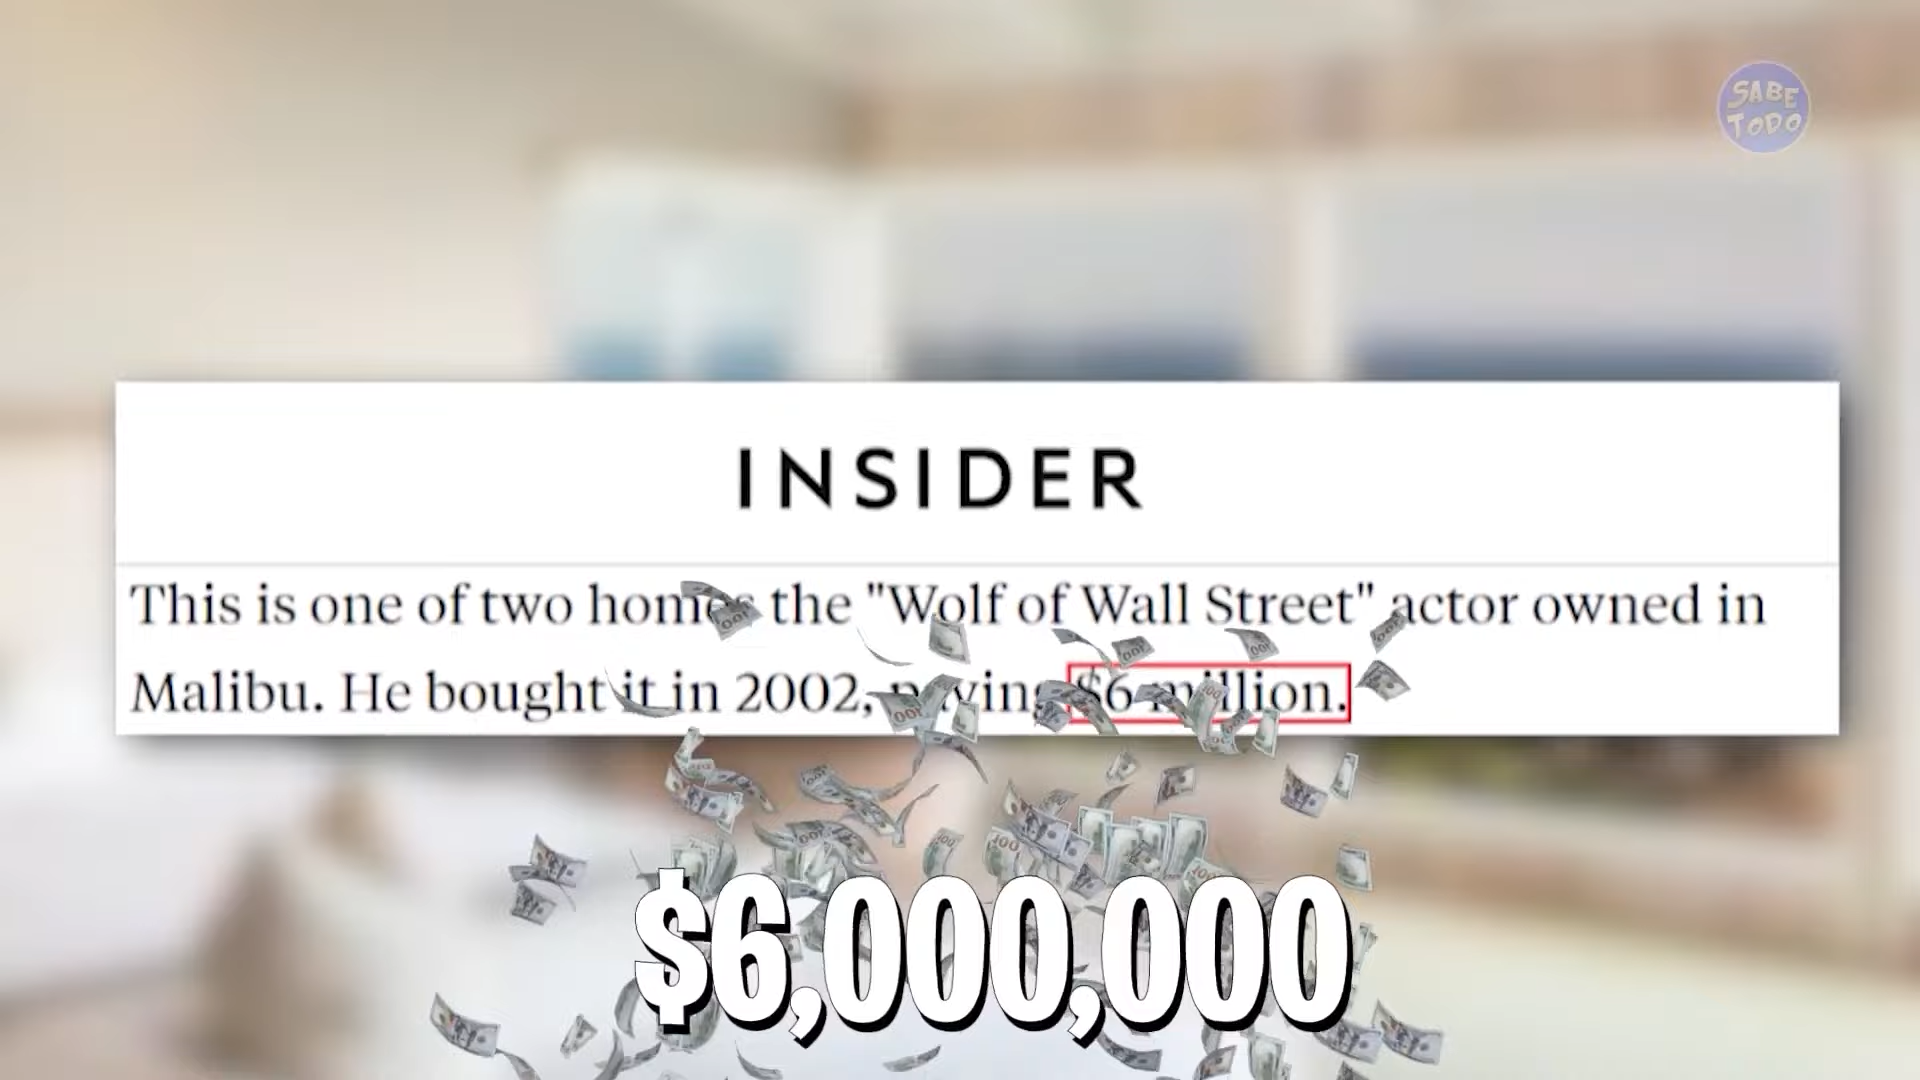 SABE
TODO
INSIDER
This is one of two homes the "Wolf of Wall Street" actor owned in
Malibu. He bought it in 2002, paying $6 million.
$6,000,000